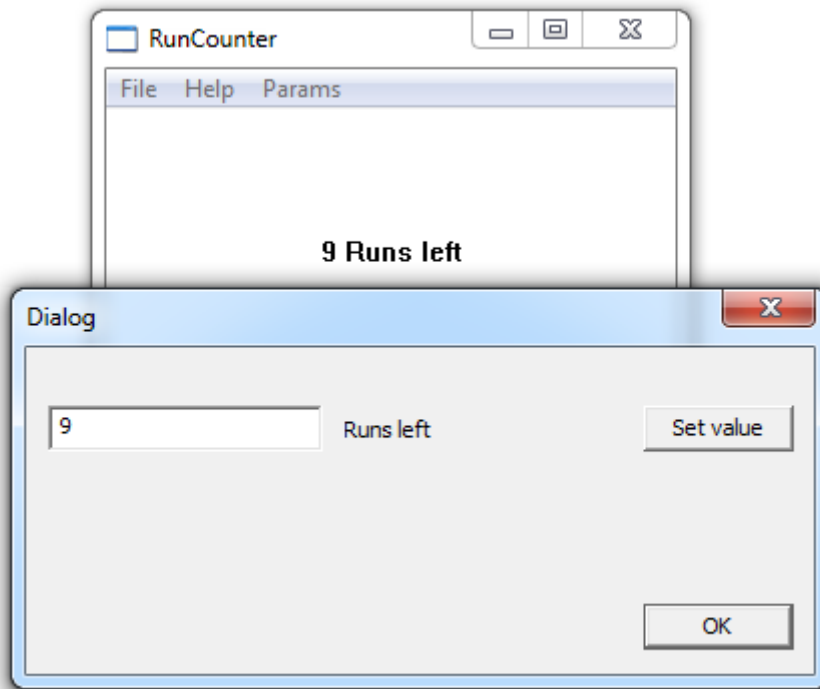 RunCounter
File Help Params
9 Runs left
Dialog
9 Runs left Set value
OK